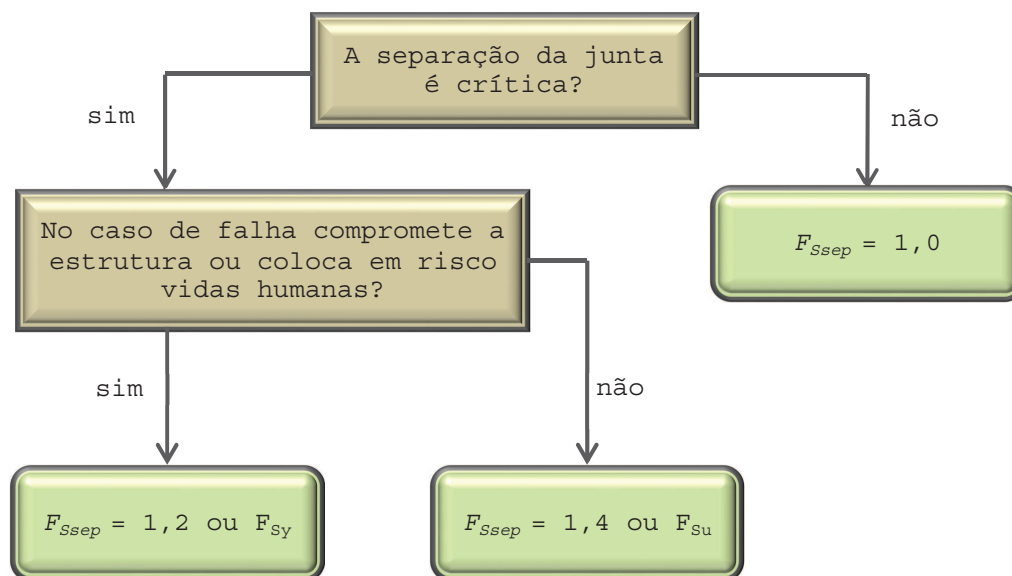 A separação da junta
é crítica?
sim
não
No caso de falha compromete a
estrutura ou coloca em risco
vidas humanas?
F_Ssep = 1,0
sim
não
F_Ssep = 1,2 ou F_Sy
F_Ssep = 1,4 ou F_Su